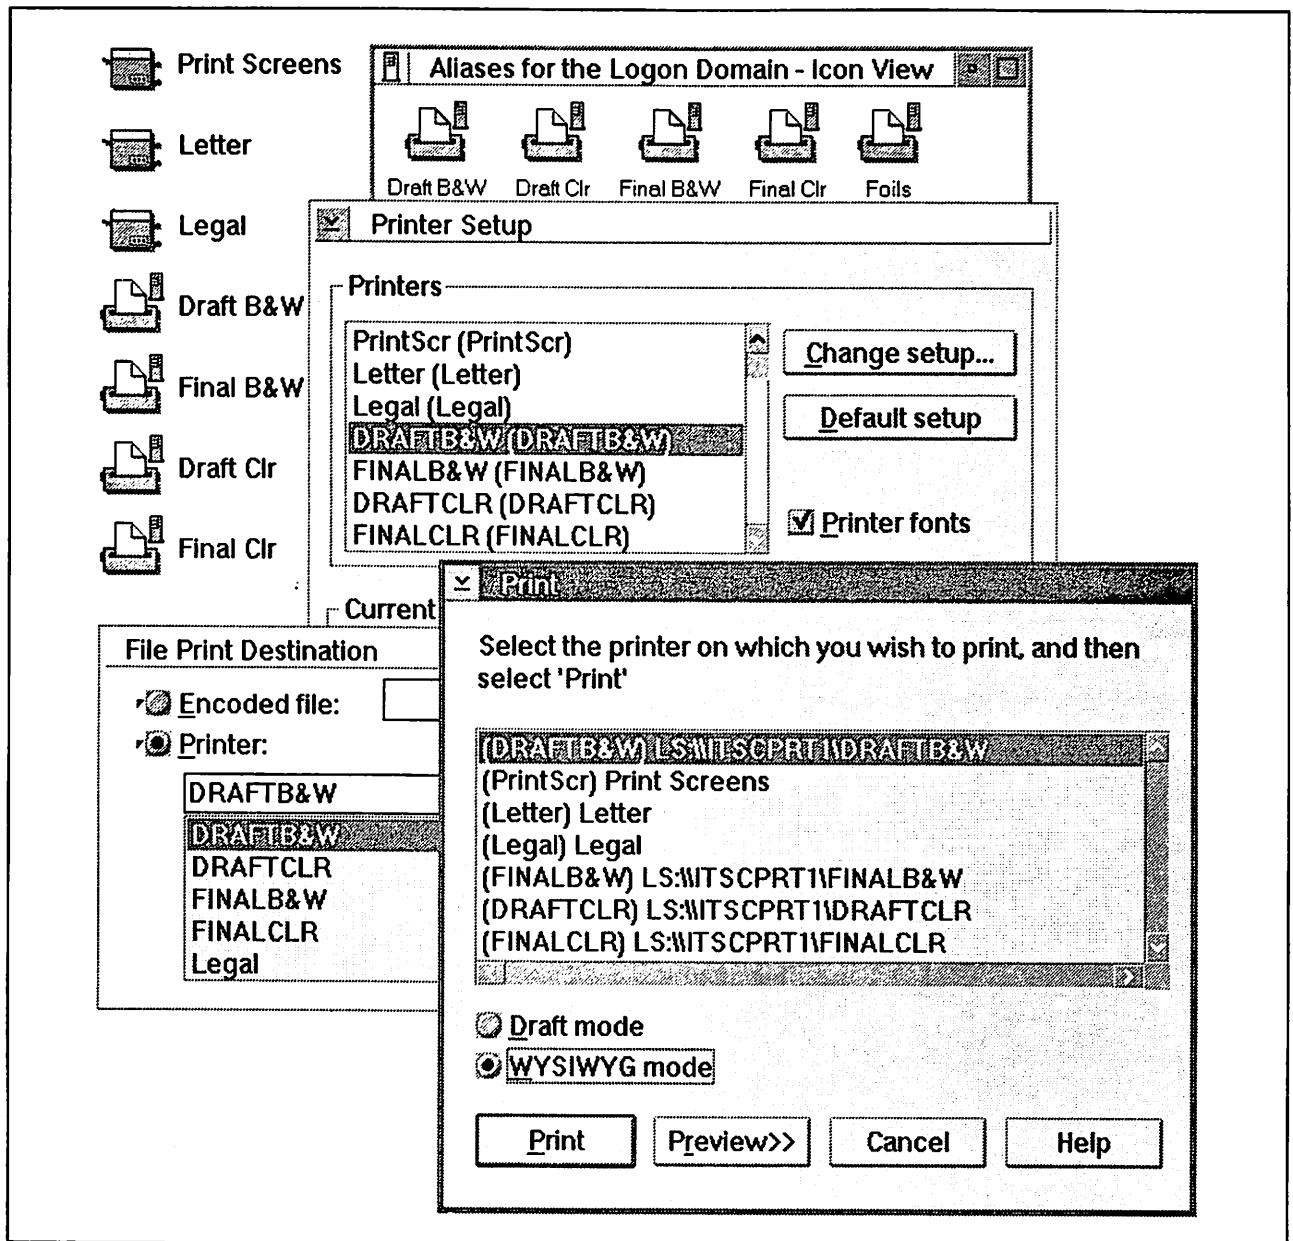 Print Screens
Letter
Legal
Draft B&W
Final B&W
Draft Clr
Final Clr
Aliases for the Logon Domain - Icon View
Draft B&W Draft Clr Final B&W Final Clr Foils
Printer Setup
Printers
PrintScr (PrintScr)
Letter (Letter)
Legal (Legal)
DRAFTB&W (DRAFTB&W)
FINALB&W (FINALB&W)
DRAFTCLR (DRAFTCLR)
FINALCLR (FINALCLR)
Change setup...
Default setup
Printer fonts
Current
File Print Destination
Encoded file:
Printer:
DRAFTB&W
DRAFTB&W
DRAFTCLR
FINALB&W
FINALCLR
Legal
Print
Select the printer on which you wish to print, and then
select 'Print'
(DRAFTB&W) LS:\\ITSCPRT1\DRAFTB&W
(PrintScr) Print Screens
(Letter) Letter
(Legal) Legal
(FINALB&W) LS:\\ITSCPRT1\FINALB&W
(DRAFTCLR) LS:\\ITSCPRT1\DRAFTCLR
(FINALCLR) LS:\\ITSCPRT1\FINALCLR
Draft mode
WYSIWYG mode
Print Preview>> Cancel Help